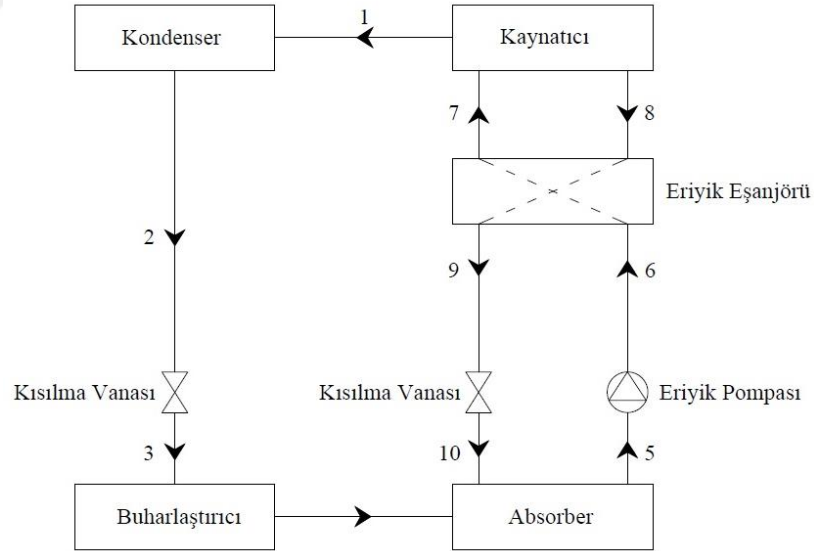 1
Kondenser
Kaynatıcı
7
8
Eriyik Eşanjörü
2
9
6
Kısılma Vanası
Kısılma Vanası
Eriyik Pompası
3
10
5
Buharlaştırıcı
Absorber